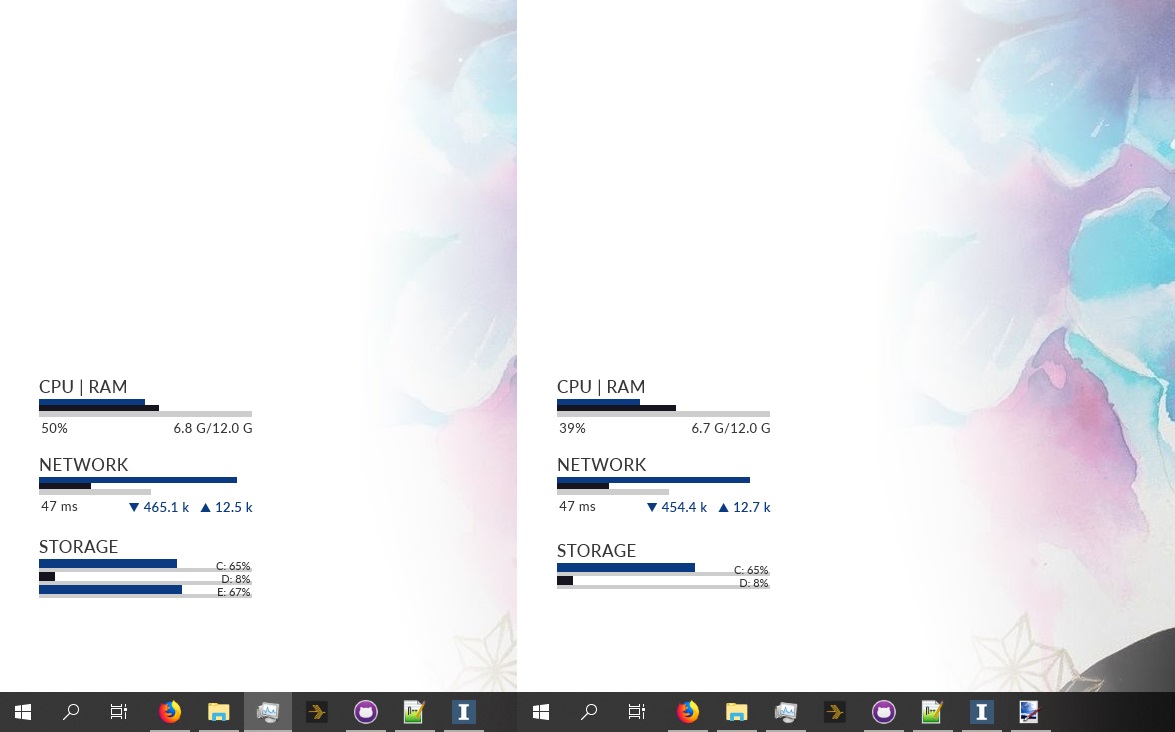 CPU | RAM
50% 6.8 G/12.0 G
NETWORK
47 ms ▼ 465.1 k ▲ 12.5 k
STORAGE
C: 65%
D: 8%
E: 67%
CPU | RAM
39% 6.7 G/12.0 G
NETWORK
47 ms ▼ 454.4 k ▲ 12.7 k
STORAGE
C: 65%
D: 8%